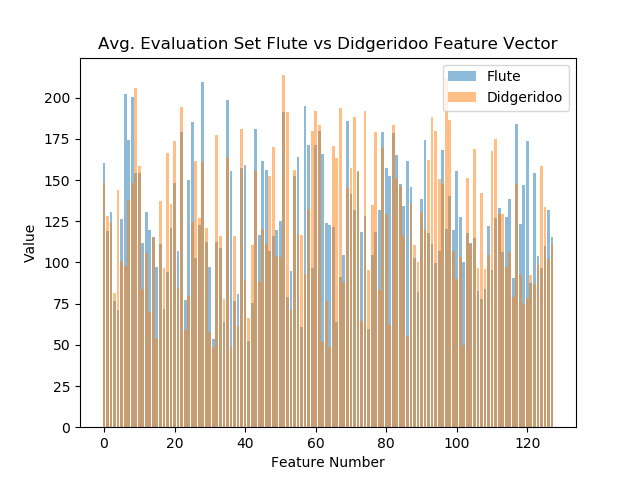 Avg. Evaluation Set Flute vs Didgeridoo Feature Vector
Flute
Didgeridoo
200
175
150
125
100
75
50
25
0
Value
0 20 40 60 80 100 120
Feature Number